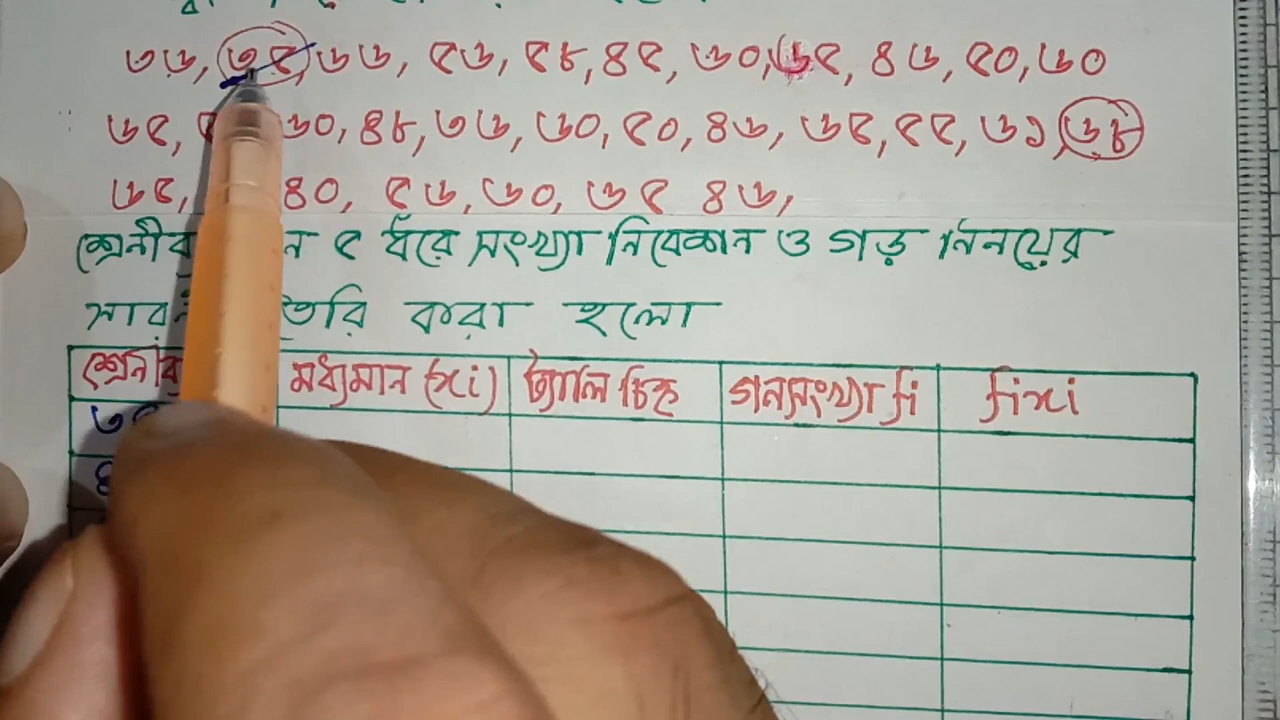 ৩৬, ৩৫, ৬৬, ৫৬, ৫৮, ৪৫, ৬০, ৬৫, ৪৬, ৫০, ৬০
৬৫, ৬০, ৪৮, ৩৬, ৬০, ৫০, ৪৬, ৬৫, ৫৫, ৬১, ৬৮
৬৫, ৪০, ৫৬, ৬০, ৬৫ ৪৬,
৫ ধরে সংখ্যা নিবেশন ও গড় নিনয়ের
করা হলো
মধ্যমান (xi) ট্যালি চিহ্ন গনসংখ্যা fi fixi